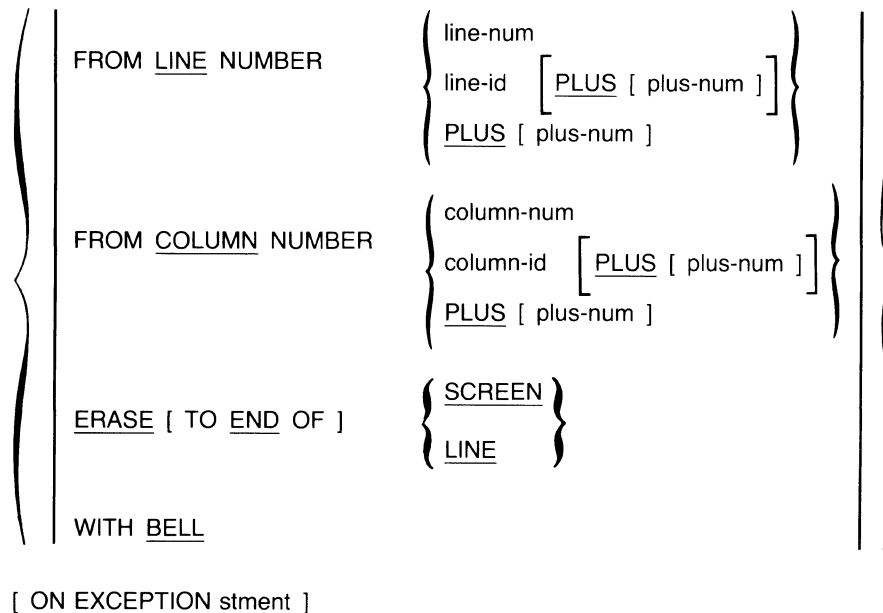 FROM LINE NUMBER
line-num
line-id [ PLUS [ plus-num ] ]
PLUS [ plus-num ]
FROM COLUMN NUMBER
column-num
column-id [ PLUS [ plus-num ] ]
PLUS [ plus-num ]
ERASE [ TO END OF ]
SCREEN
LINE
WITH BELL
[ ON EXCEPTION stment ]